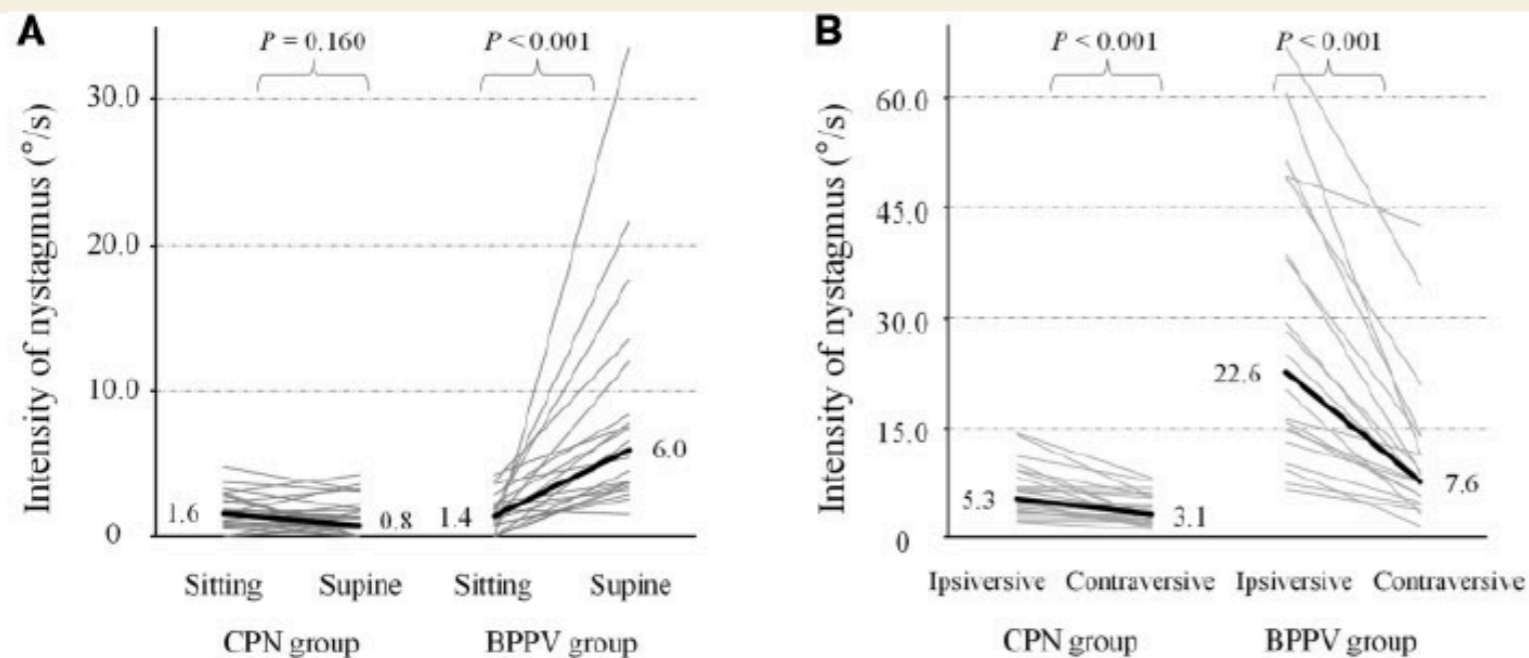 A
P = 0.160
P < 0.001
Intensity of nystagmus (°/s)
30.0
20.0
10.0
0
1.6
0.8
1.4
6.0
Sitting
Supine
Sitting
Supine
CPN group
BPPV group
B
P < 0.001
P < 0.001
Intensity of nystagmus (°/s)
60.0
45.0
30.0
15.0
0
5.3
3.1
22.6
7.6
Ipsiversive
Contraversive
Ipsiversive
Contraversive
CPN group
BPPV group